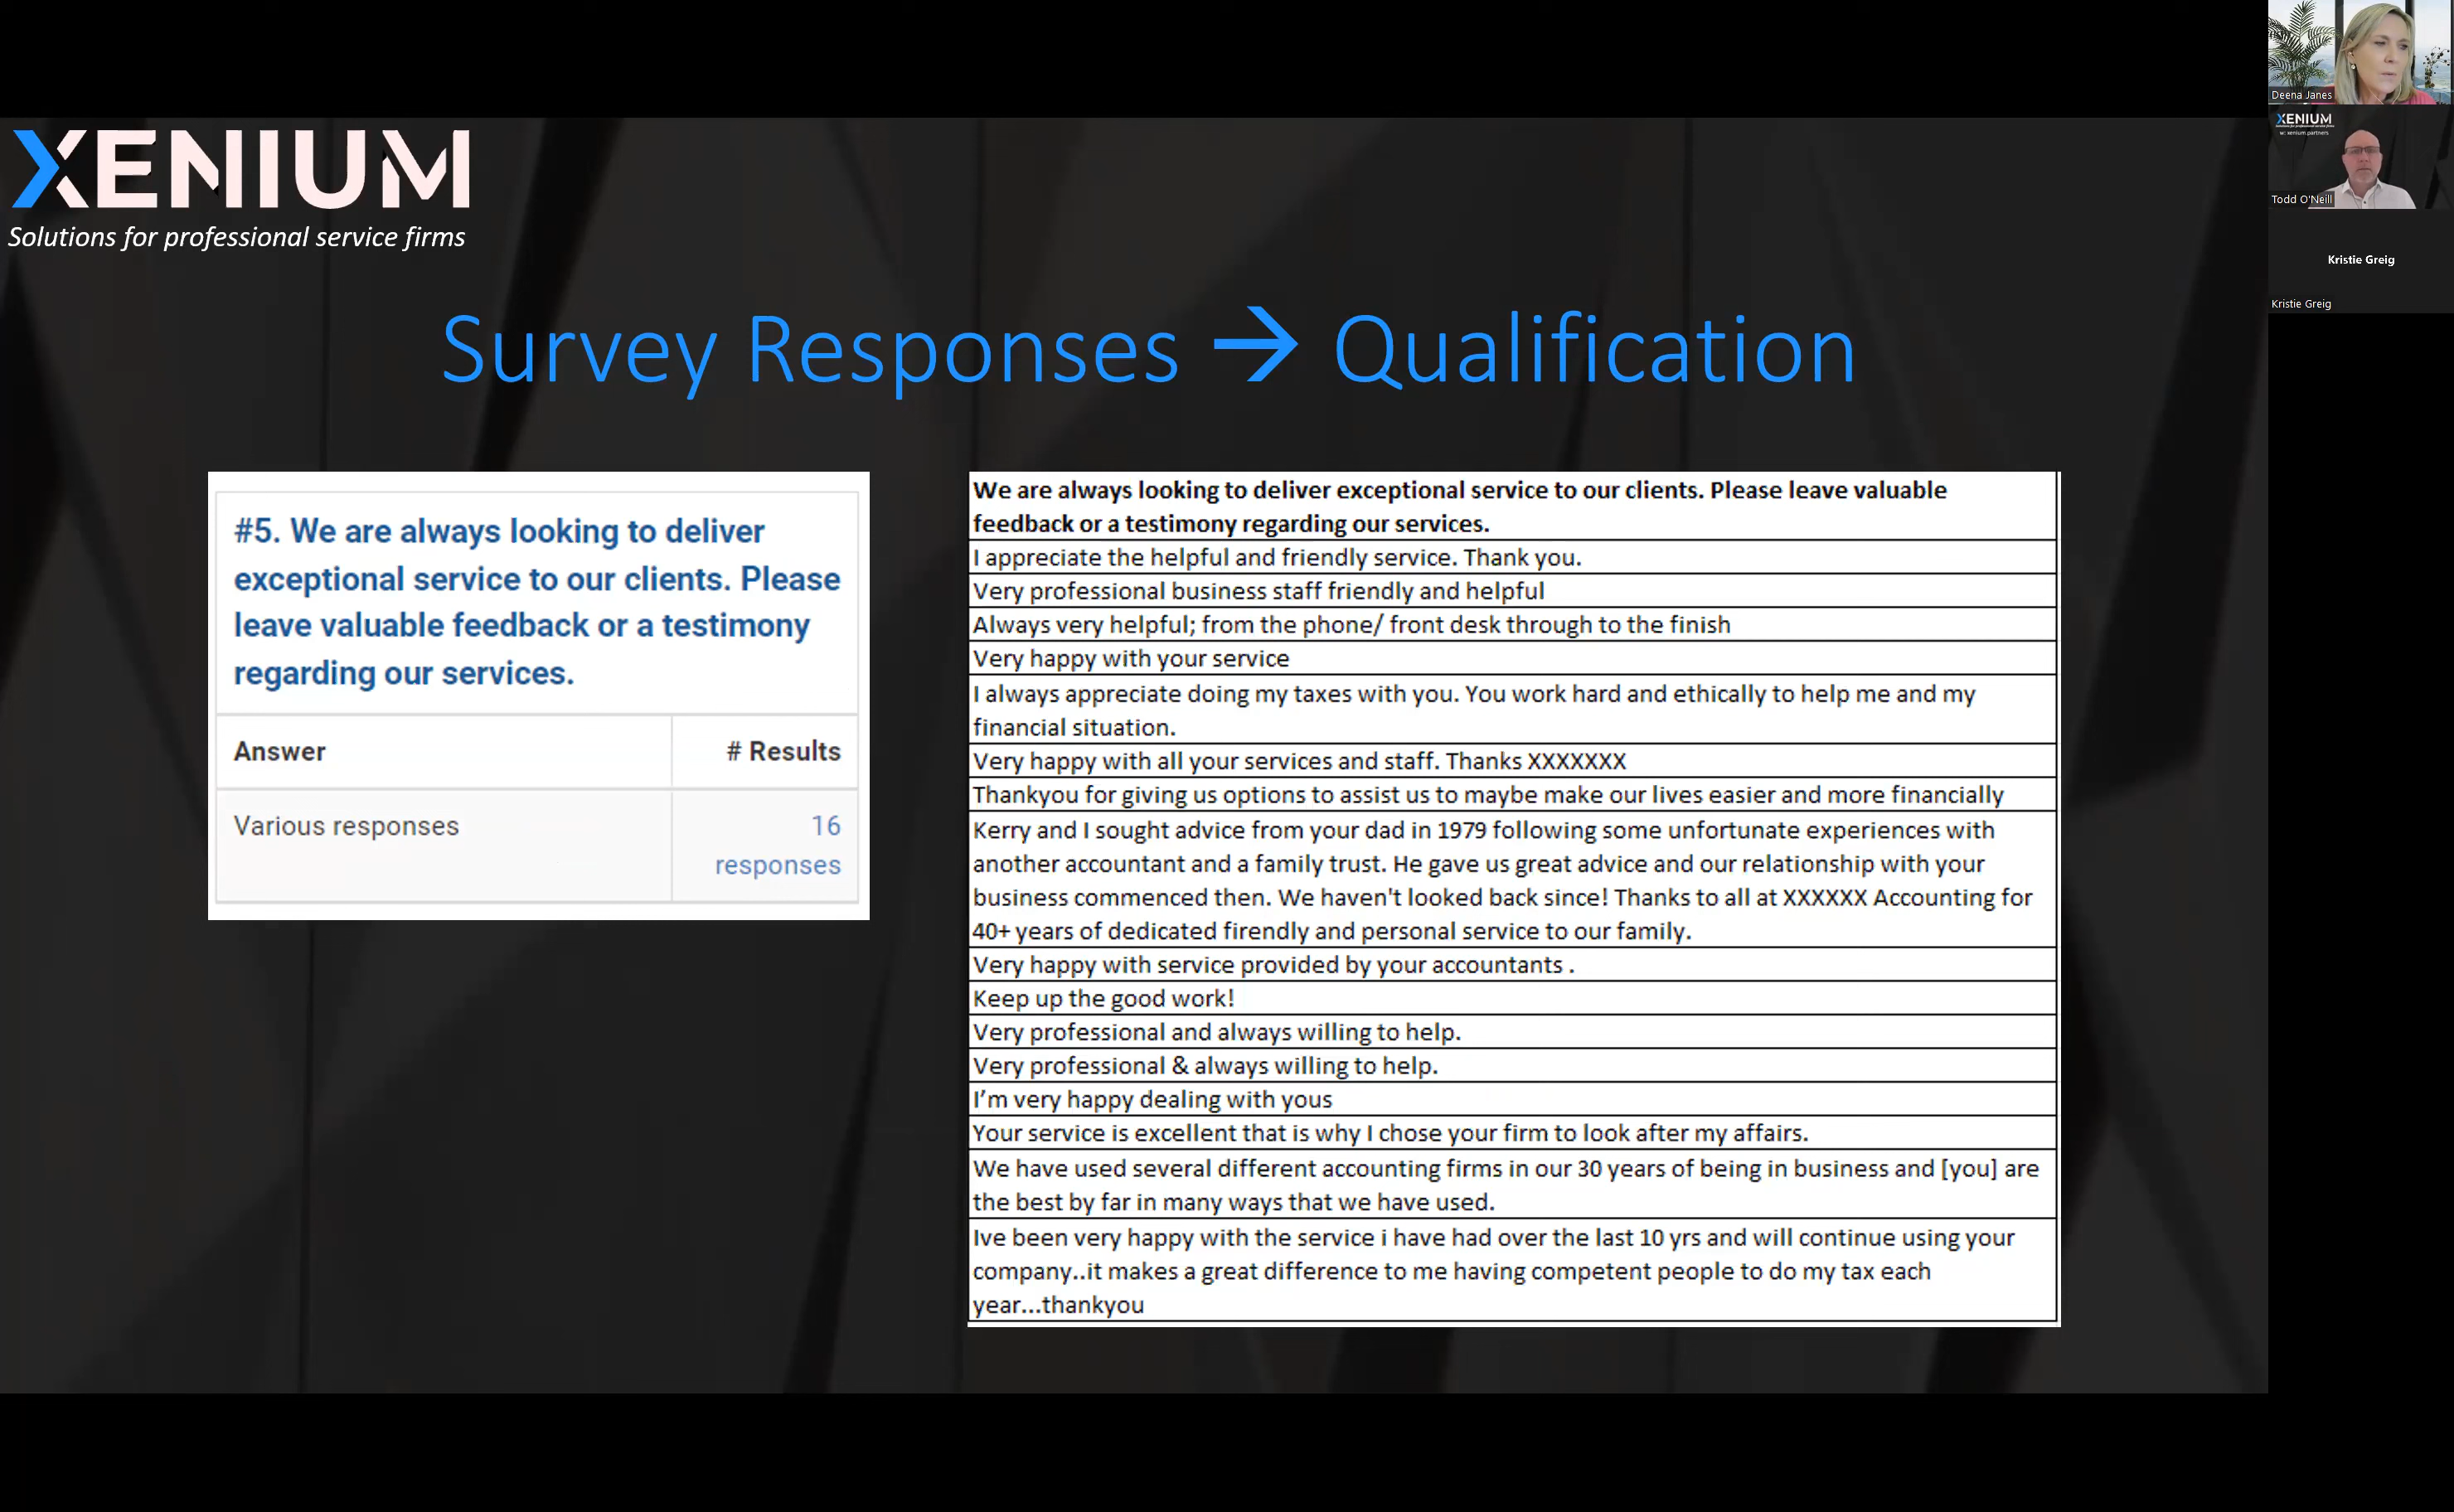 XENIUM
Solutions for professional service firms
Survey Responses → Qualification
#5. We are always looking to deliver
exceptional service to our clients. Please
leave valuable feedback or a testimony
regarding our services.
Answer
# Results
Various responses
16
responses
We are always looking to deliver exceptional service to our clients. Please leave valuable
feedback or a testimony regarding our services.
I appreciate the helpful and friendly service. Thank you.
Very professional business staff friendly and helpful
Always very helpful; from the phone/ front desk through to the finish
Very happy with your service
I always appreciate doing my taxes with you. You work hard and ethically to help me and my
financial situation.
Very happy with all your services and staff. Thanks XXXXXXX
Thankyou for giving us options to assist us to maybe make our lives easier and more financially
Kerry and I sought advice from your dad in 1979 following some unfortunate experiences with
another accountant and a family trust. He gave us great advice and our relationship with your
business commenced then. We haven't looked back since! Thanks to all at XXXXXX Accounting for
40+ years of dedicated firendly and personal service to our family.
Very happy with service provided by your accountants .
Keep up the good work!
Very professional and always willing to help.
Very professional & always willing to help.
I'm very happy dealing with yous
Your service is excellent that is why I chose your firm to look after my affairs.
We have used several different accounting firms in our 30 years of being in business and [you] are
the best by far in many ways that we have used.
Ive been very happy with the service i have had over the last 10 yrs and will continue using your
company..it makes a great difference to me having competent people to do my tax each
year...thankyou
Deena Janes
XENIUM
Todd O'Neill
Kristie Greig
Kristie Greig